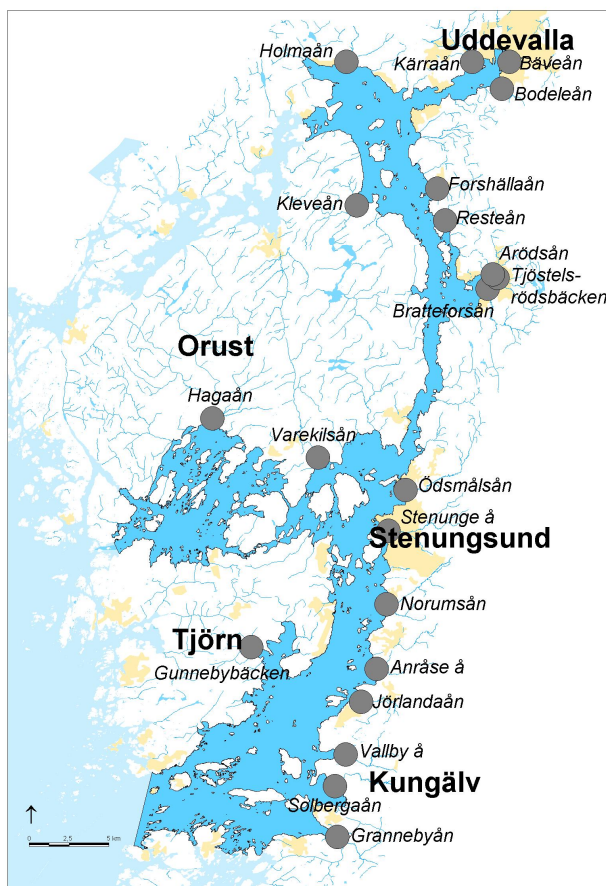 Uddevalla
Holmaån
Kärraån
Bäveån
Bodeleån
Forshällaån
Kleveån
Resteån
Arödsån
Tjöstels-
rödsbäcken
Bratteforsån
Orust
Hagaån
Varekilsån
Ödsmålsån
Stenunge å
Stenungsund
Norumsån
Tjörn
Gunnebybäcken
Anråse å
Jörlandaån
Vallby å
Kungälv
Solbergaån
Grannebyån
0 2,5 5 km